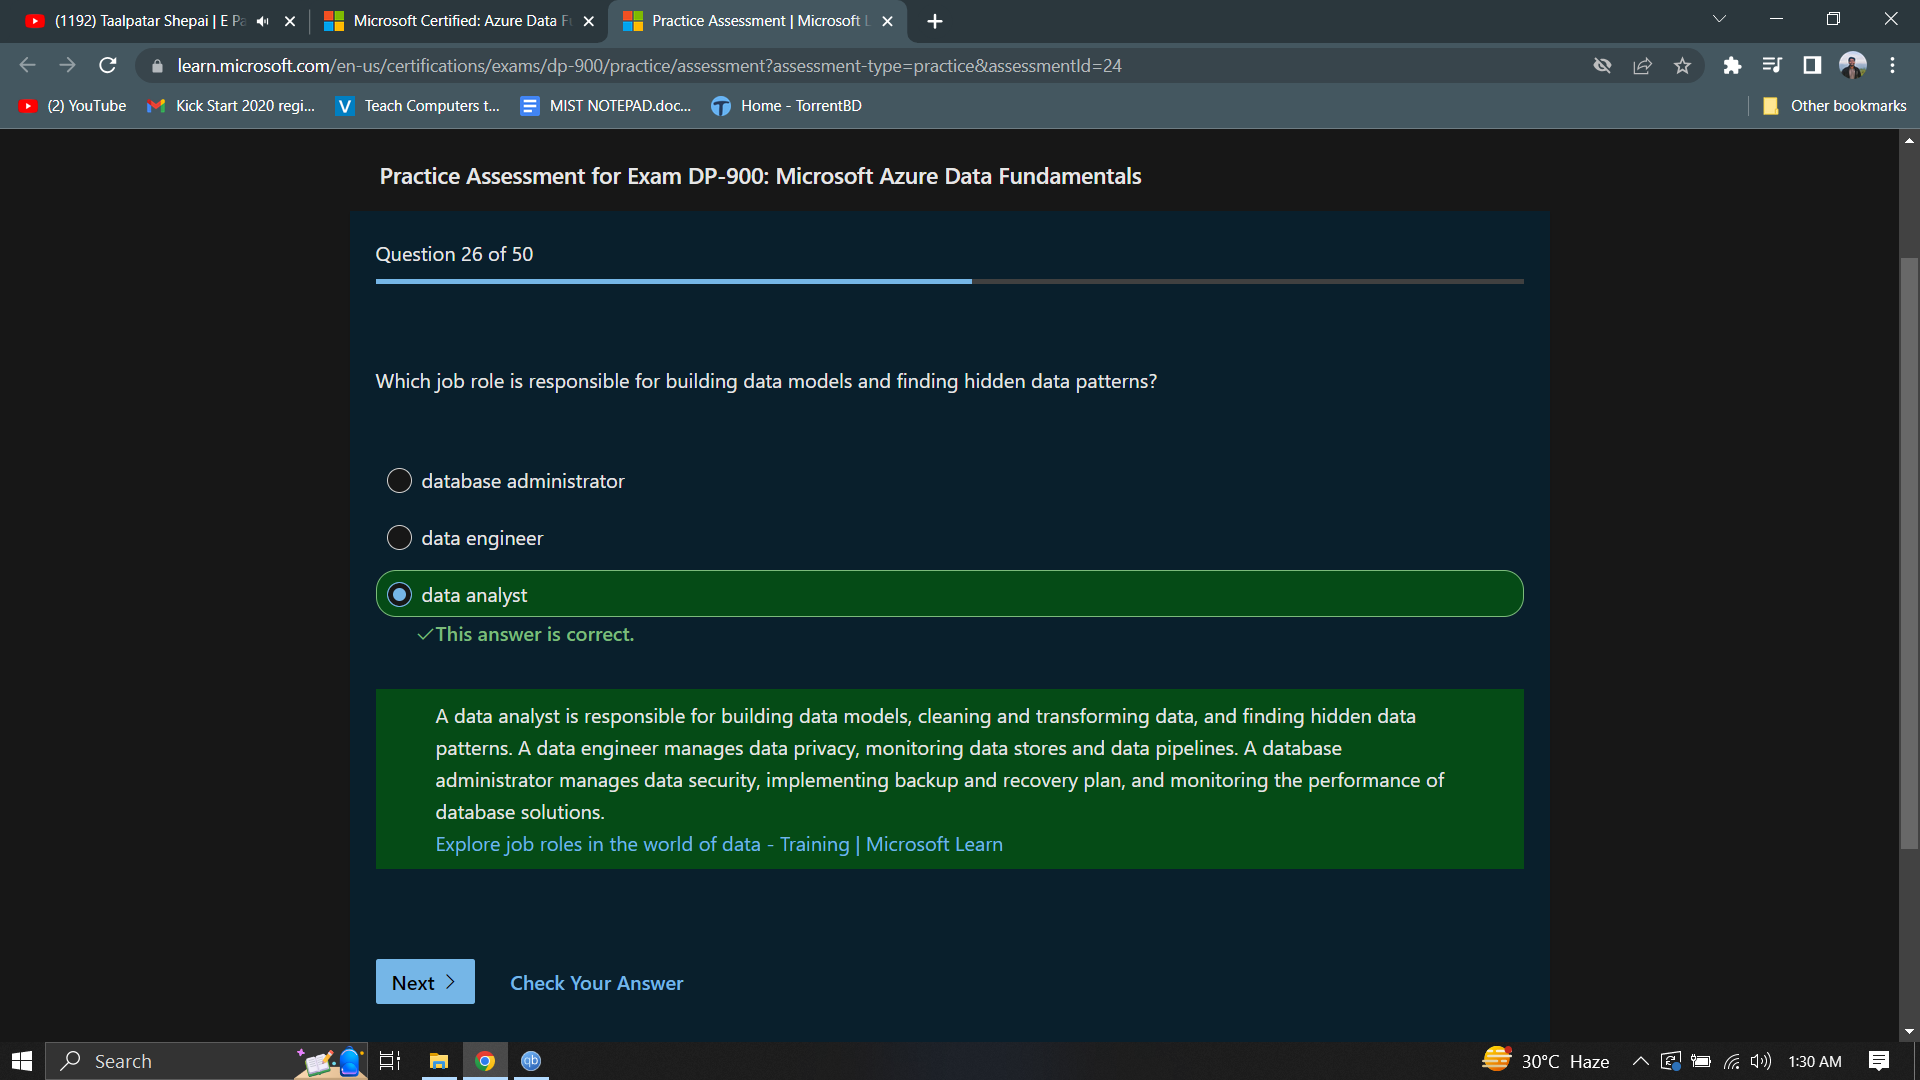 (1192) Taalpatar Shepai | E Pa
Microsoft Certified: Azure Data F
Practice Assessment | Microsoft L
learn.microsoft.com/en-us/certifications/exams/dp-900/practice/assessment?assessment-type=practice&assessmentId=24
(2) YouTube
Kick Start 2020 regi...
Teach Computers t...
MIST NOTEPAD.doc...
Home - TorrentBD
Other bookmarks
Practice Assessment for Exam DP-900: Microsoft Azure Data Fundamentals
Question 26 of 50
Which job role is responsible for building data models and finding hidden data patterns?
database administrator
data engineer
data analyst
This answer is correct.
A data analyst is responsible for building data models, cleaning and transforming data, and finding hidden data
patterns. A data engineer manages data privacy, monitoring data stores and data pipelines. A database
administrator manages data security, implementing backup and recovery plan, and monitoring the performance of
database solutions.
Explore job roles in the world of data - Training | Microsoft Learn
Next
Check Your Answer
Search
qb
30°C Haze
1:30 AM